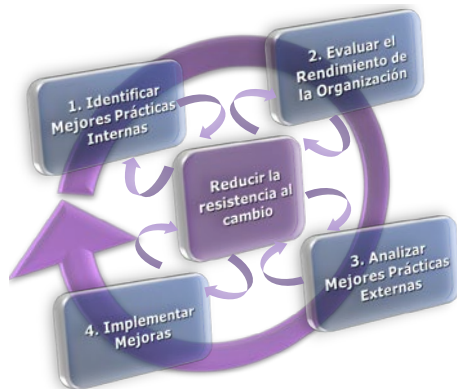 1. Identificar
Mejores Prácticas
Internas
2. Evaluar el
Rendimiento de
la Organización
Reducir la
resistencia al
cambio
3. Analizar
Mejores Prácticas
Externas
4. Implementar
Mejoras